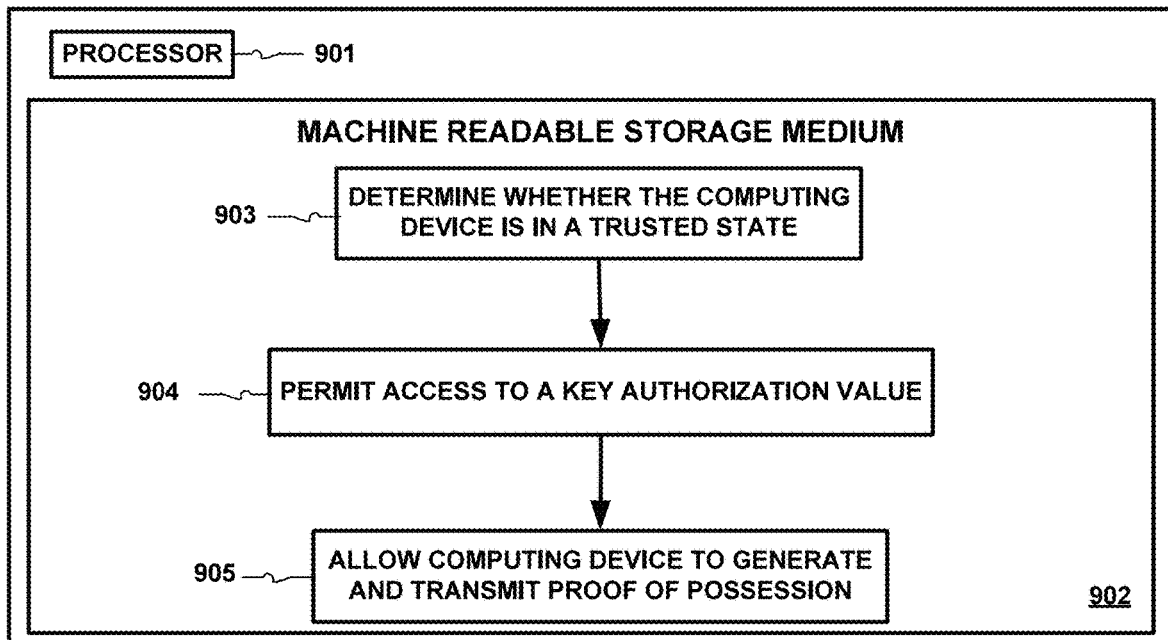 PROCESSOR 901
MACHINE READABLE STORAGE MEDIUM
903 DETERMINE WHETHER THE COMPUTING
DEVICE IS IN A TRUSTED STATE
904 PERMIT ACCESS TO A KEY AUTHORIZATION VALUE
905 ALLOW COMPUTING DEVICE TO GENERATE
AND TRANSMIT PROOF OF POSSESSION
902